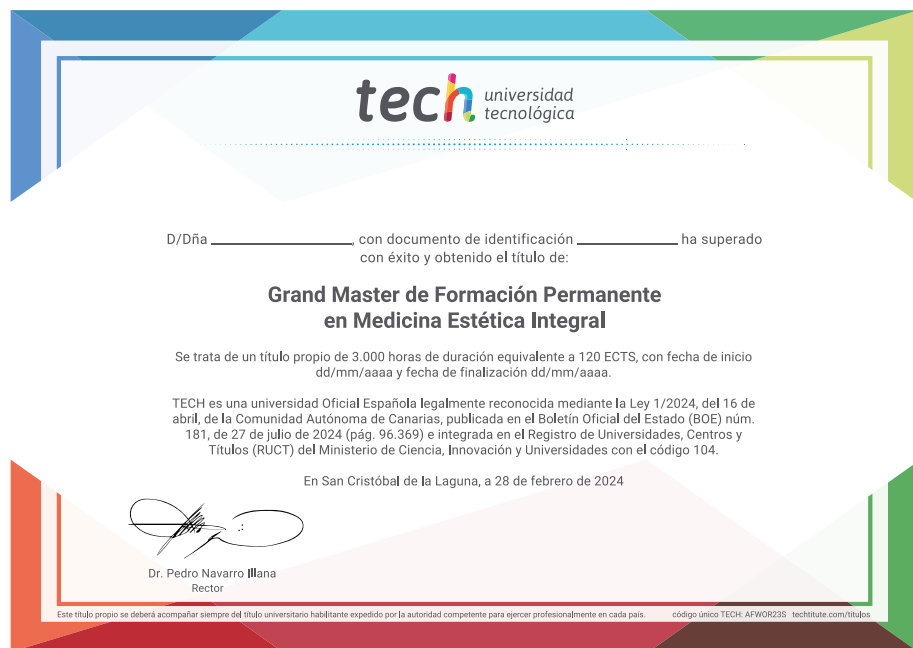 tech universidad
tecnológica
D/Dña ____________, con documento de identificación ____________ ha superado
con éxito y obtenido el título de:
Grand Master de Formación Permanente
en Medicina Estética Integral
Se trata de un título propio de 3.000 horas de duración equivalente a 120 ECTS, con fecha de inicio
dd/mm/aaaa y fecha de finalización dd/mm/aaaa.
TECH es una universidad Oficial Española legalmente reconocida mediante la Ley 1/2024, del 16 de
abril, de la Comunidad Autónoma de Canarias, publicada en el Boletín Oficial del Estado (BOE) núm.
181, de 27 de julio de 2024 (pág. 96.369) e integrada en el Registro de Universidades, Centros y
Títulos (RUCT) del Ministerio de Ciencia, Innovación y Universidades con el código 104.
En San Cristóbal de la Laguna, a 28 de febrero de 2024
Dr. Pedro Navarro Illana
Rector
Este título propio se deberá acompañar siempre del título universitario habilitante expedido por la autoridad competente para ejercer profesionalmente en cada país. código único TECH: AFWOR23S techtitute.com/titulos